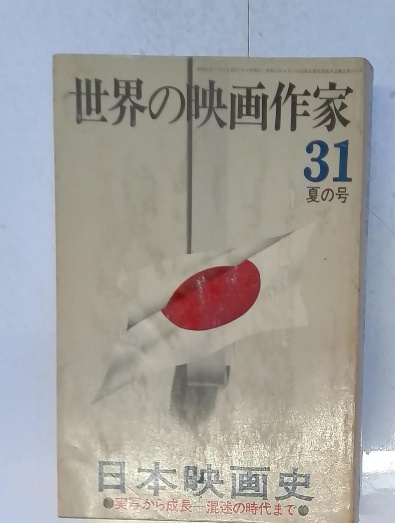 世界の映画作家
31
夏の号
日本映画史
●実写から成長―混迷の時代まで●